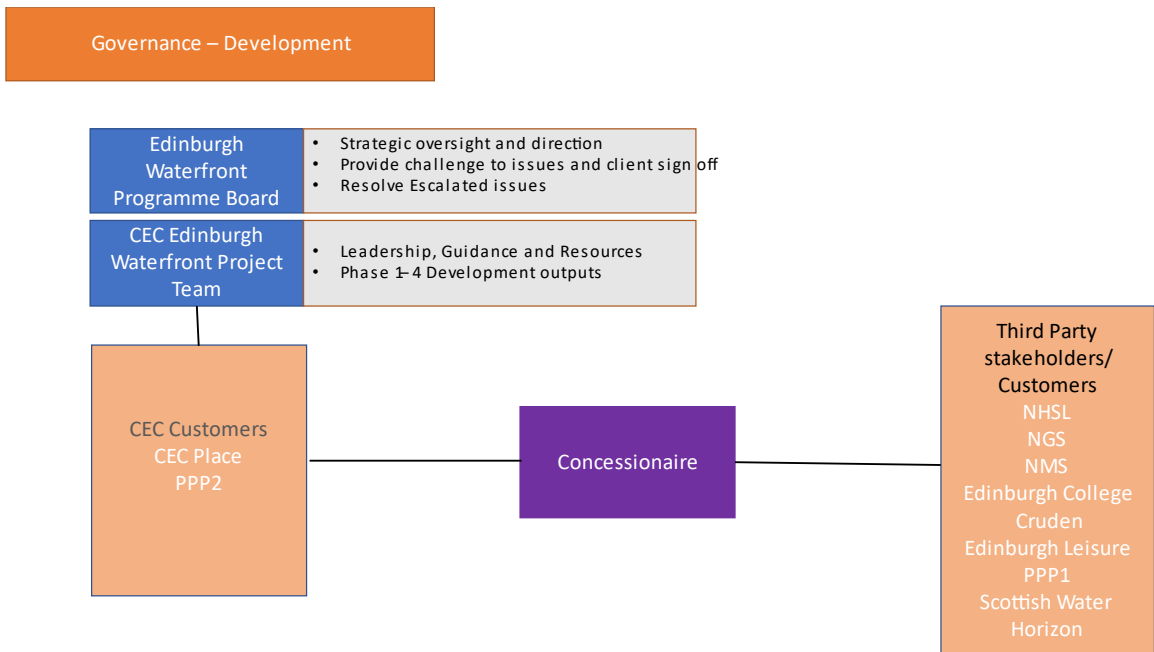 Governance – Development
Edinburgh
Waterfront
Programme Board
• Strategic oversight and direction
• Provide challenge to issues and client sign off
• Resolve Escalated issues
CEC Edinburgh
Waterfront Project
Team
• Leadership, Guidance and Resources
• Phase 1–4 Development outputs
CEC Customers
CEC Place
PPP2
Concessionaire
Third Party
stakeholders/
Customers
NHSL
NGS
NMS
Edinburgh College
Cruden
Edinburgh Leisure
PPP1
Scottish Water
Horizon